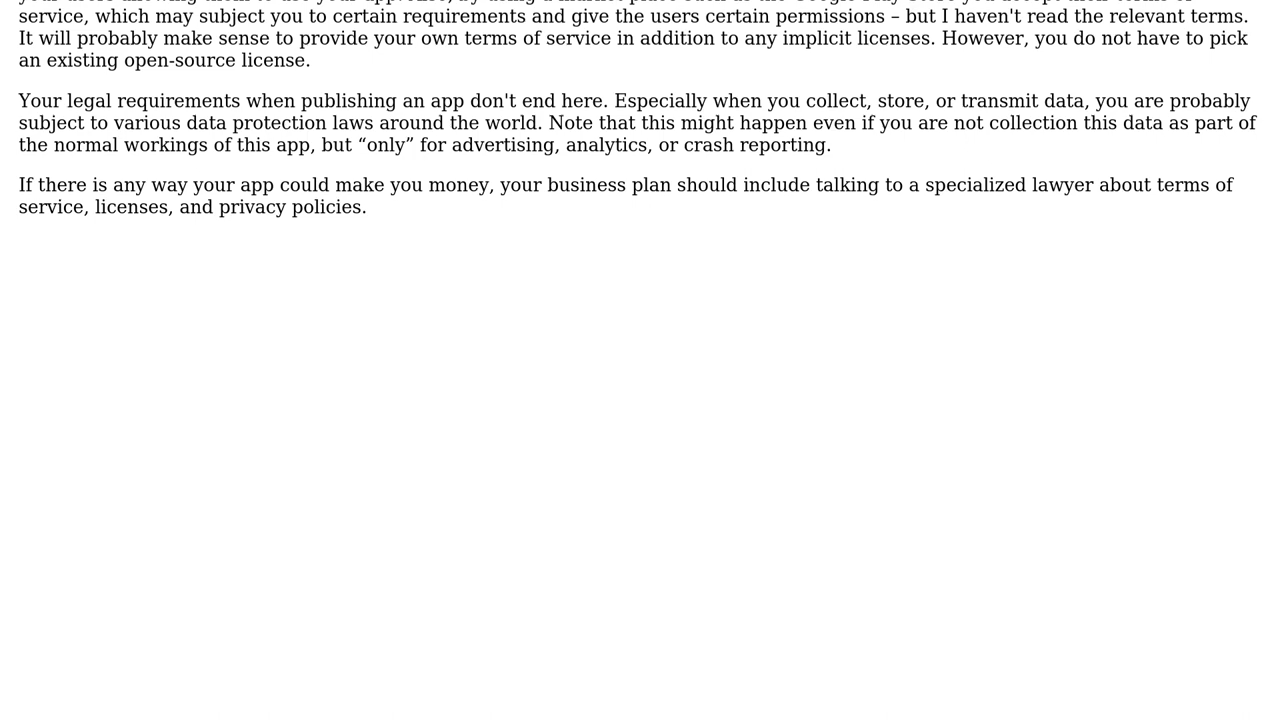 service, which may subject you to certain requirements and give the users certain permissions – but I haven't read the relevant terms.
It will probably make sense to provide your own terms of service in addition to any implicit licenses. However, you do not have to pick
an existing open-source license.
Your legal requirements when publishing an app don't end here. Especially when you collect, store, or transmit data, you are probably
subject to various data protection laws around the world. Note that this might happen even if you are not collection this data as part of
the normal workings of this app, but “only” for advertising, analytics, or crash reporting.
If there is any way your app could make you money, your business plan should include talking to a specialized lawyer about terms of
service, licenses, and privacy policies.